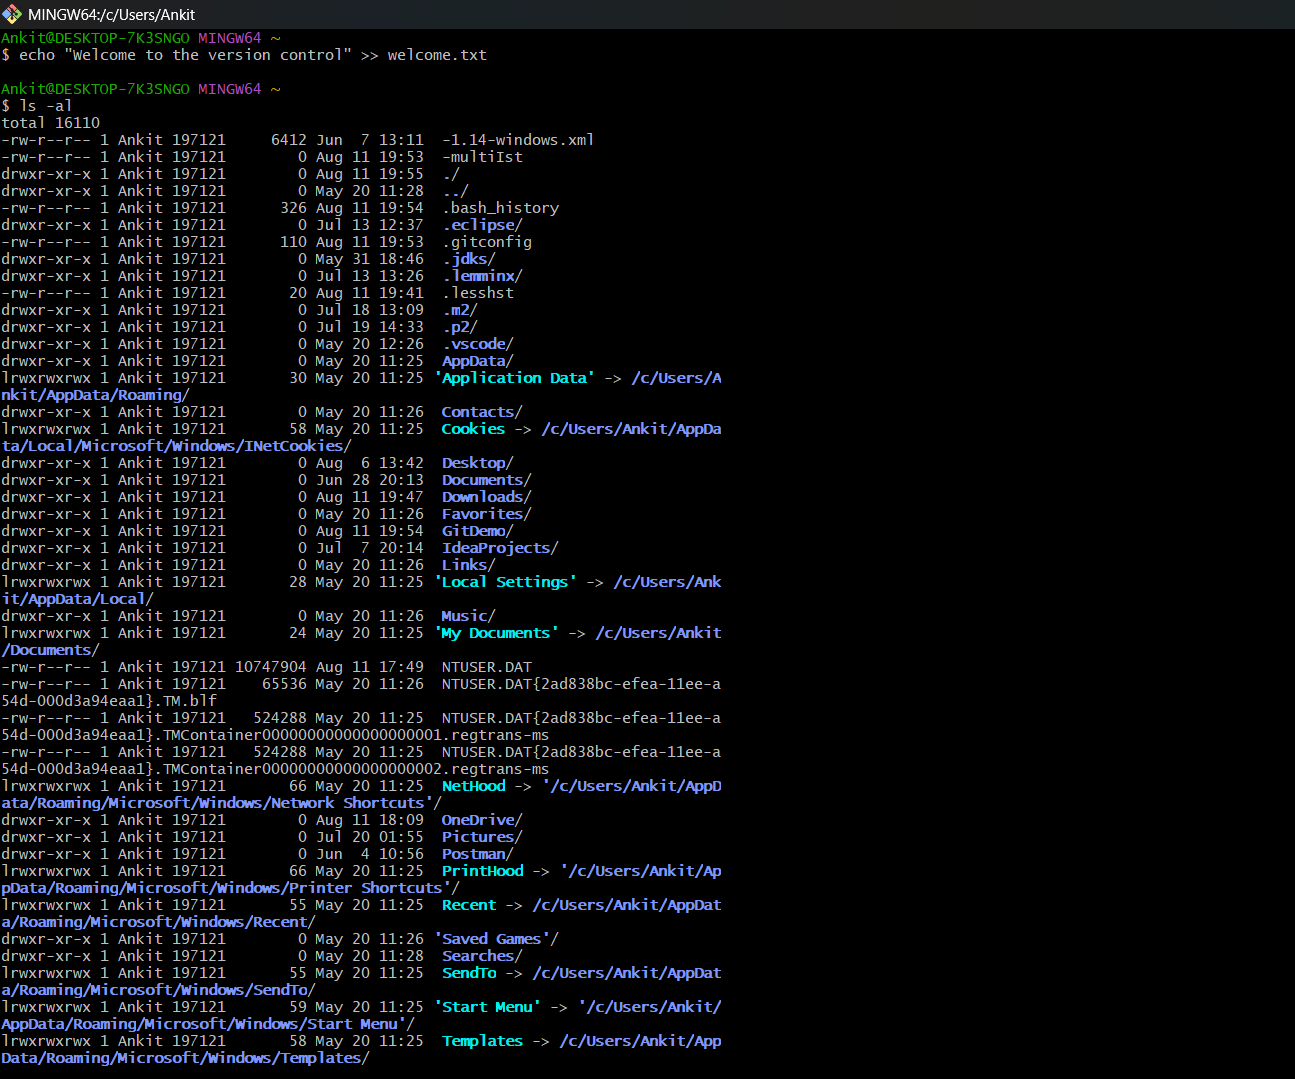 MINGW64:/c/Users/Ankit
Ankit@DESKTOP-7K3SNGO MINGW64 ~
$ echo "Welcome to the version control" >> welcome.txt
Ankit@DESKTOP-7K3SNGO MINGW64 ~
$ ls -al
total 16110
-rw-r--r-- 1 Ankit 197121     6412 Jun  7 13:11  -1.14-windows.xml
-rw-r--r-- 1 Ankit 197121        0 Aug 11 19:53  -multiIst
drwxr-xr-x 1 Ankit 197121        0 Aug 11 19:55  ./
drwxr-xr-x 1 Ankit 197121        0 May 20 11:28  ../
-rw-r--r-- 1 Ankit 197121      326 Aug 11 19:54  .bash_history
drwxr-xr-x 1 Ankit 197121        0 Jul 13 12:37  .eclipse/
-rw-r--r-- 1 Ankit 197121      110 Aug 11 19:53  .gitconfig
drwxr-xr-x 1 Ankit 197121        0 May 31 18:46  .jdks/
drwxr-xr-x 1 Ankit 197121        0 Jul 13 13:26  .lemminx/
-rw-r--r-- 1 Ankit 197121       20 Aug 11 19:41  .lesshst
drwxr-xr-x 1 Ankit 197121        0 Jul 18 13:09  .m2/
drwxr-xr-x 1 Ankit 197121        0 Jul 19 14:33  .p2/
drwxr-xr-x 1 Ankit 197121        0 May 20 12:26  .vscode/
drwxr-xr-x 1 Ankit 197121        0 May 20 11:25  AppData/
lrwxrwxrwx 1 Ankit 197121       30 May 20 11:25 'Application Data' -> /c/Users/A
nkit/AppData/Roaming/
drwxr-xr-x 1 Ankit 197121        0 May 20 11:26  Contacts/
lrwxrwxrwx 1 Ankit 197121       58 May 20 11:25  Cookies -> /c/Users/Ankit/AppDa
ta/Local/Microsoft/Windows/INetCookies/
drwxr-xr-x 1 Ankit 197121        0 Aug  6 13:42  Desktop/
drwxr-xr-x 1 Ankit 197121        0 Jun 28 20:13  Documents/
drwxr-xr-x 1 Ankit 197121        0 Aug 11 19:47  Downloads/
drwxr-xr-x 1 Ankit 197121        0 May 20 11:26  Favorites/
drwxr-xr-x 1 Ankit 197121        0 Aug 11 19:54  GitDemo/
drwxr-xr-x 1 Ankit 197121        0 Jul  7 20:14  IdeaProjects/
drwxr-xr-x 1 Ankit 197121        0 May 20 11:26  Links/
lrwxrwxrwx 1 Ankit 197121       28 May 20 11:25 'Local Settings' -> /c/Users/Ank
it/AppData/Local/
drwxr-xr-x 1 Ankit 197121        0 May 20 11:26  Music/
lrwxrwxrwx 1 Ankit 197121       24 May 20 11:25 'My Documents' -> /c/Users/Ankit
/Documents/
-rw-r--r-- 1 Ankit 197121 10747904 Aug 11 17:49  NTUSER.DAT
-rw-r--r-- 1 Ankit 197121    65536 May 20 11:26  NTUSER.DAT{2ad838bc-efea-11ee-a
54d-000d3a94eaa1}.TM.blf
-rw-r--r-- 1 Ankit 197121   524288 May 20 11:25  NTUSER.DAT{2ad838bc-efea-11ee-a
54d-000d3a94eaa1}.TMContainer00000000000000000001.regtrans-ms
-rw-r--r-- 1 Ankit 197121   524288 May 20 11:25  NTUSER.DAT{2ad838bc-efea-11ee-a
54d-000d3a94eaa1}.TMContainer00000000000000000002.regtrans-ms
lrwxrwxrwx 1 Ankit 197121       66 May 20 11:25  NetHood -> '/c/Users/Ankit/AppD
ata/Roaming/Microsoft/Windows/Network Shortcuts'/
drwxr-xr-x 1 Ankit 197121        0 Aug 11 18:09  OneDrive/
drwxr-xr-x 1 Ankit 197121        0 Jul 20 01:55  Pictures/
drwxr-xr-x 1 Ankit 197121        0 Jun  4 10:56  Postman/
lrwxrwxrwx 1 Ankit 197121       66 May 20 11:25  PrintHood -> '/c/Users/Ankit/Ap
pData/Roaming/Microsoft/Windows/Printer Shortcuts'/
lrwxrwxrwx 1 Ankit 197121       55 May 20 11:25  Recent -> /c/Users/Ankit/AppDat
a/Roaming/Microsoft/Windows/Recent/
drwxr-xr-x 1 Ankit 197121        0 May 20 11:26 'Saved Games'/
drwxr-xr-x 1 Ankit 197121        0 May 20 11:28  Searches/
lrwxrwxrwx 1 Ankit 197121       55 May 20 11:25  SendTo -> /c/Users/Ankit/AppDat
a/Roaming/Microsoft/Windows/SendTo/
lrwxrwxrwx 1 Ankit 197121       59 May 20 11:25 'Start Menu' -> '/c/Users/Ankit/
AppData/Roaming/Microsoft/Windows/Start Menu'/
lrwxrwxrwx 1 Ankit 197121       58 May 20 11:25  Templates -> /c/Users/Ankit/App
Data/Roaming/Microsoft/Windows/Templates/